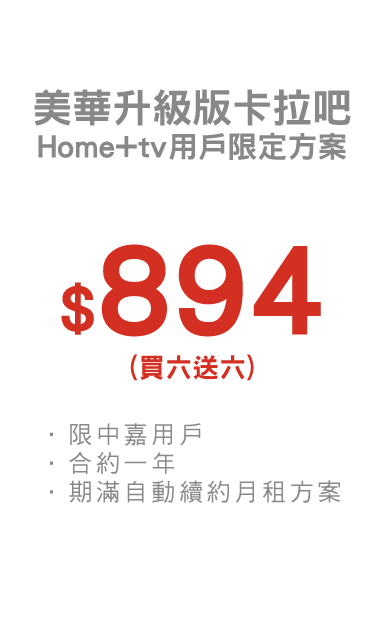 美華升級版卡拉吧
Home+tv用戶限定方案
$894
(買六送六)
· 限中嘉用戶
· 合約一年
· 期滿自動續約月租方案